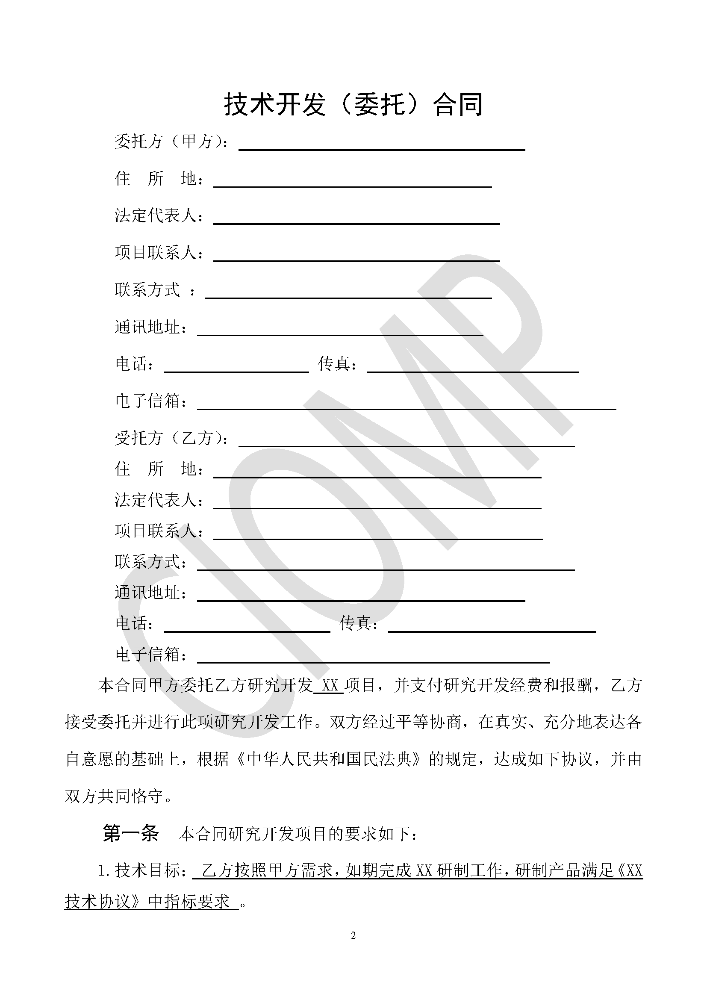 技术开发（委托）合同
委托方（甲方）：
住　所　地：
法定代表人：
项目联系人：
联系方式 ：
通讯地址：
电话： 传真：
电子信箱：
受托方（乙方）：
住　所　地：
法定代表人：
项目联系人：
联系方式：
通讯地址：
电话： 传真：
电子信箱：
本合同甲方委托乙方研究开发 XX 项目，并支付研究开发经费和报酬，乙方
接受委托并进行此项研究开发工作。双方经过平等协商，在真实、充分地表达各
自意愿的基础上，根据《中华人民共和国民法典》的规定，达成如下协议，并由
双方共同恪守。
第一条 本合同研究开发项目的要求如下：
1.技术目标： 乙方按照甲方需求，如期完成 XX 研制工作，研制产品满足《XX
技术协议》中指标要求 。
2
CIOMP